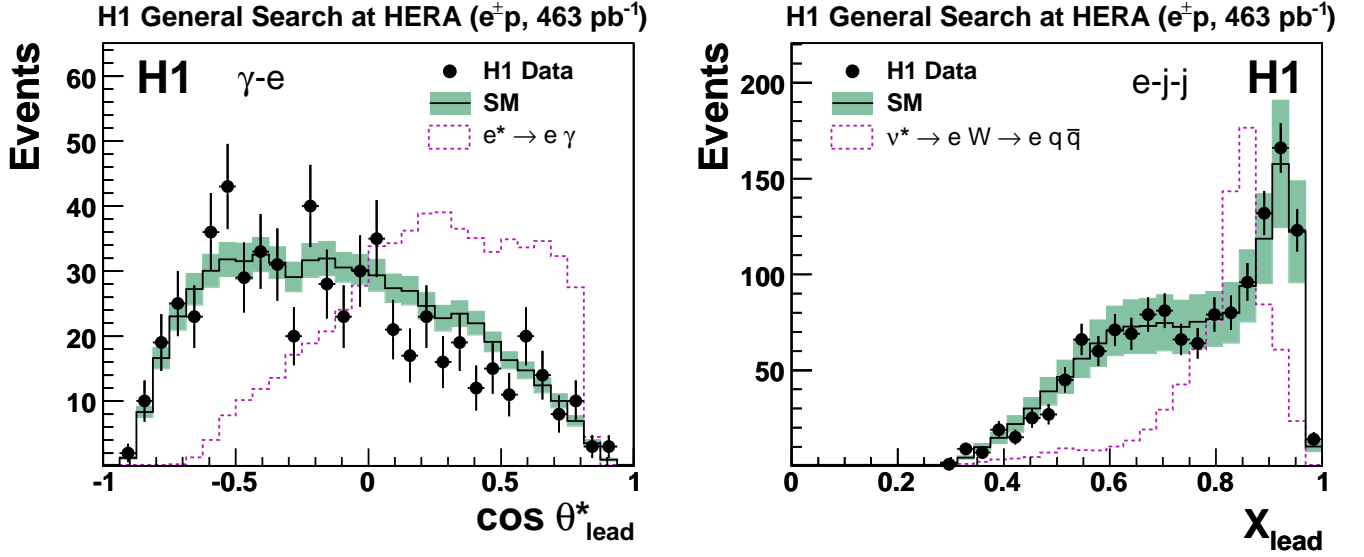 H1 General Search at HERA (e±p, 463 pb⁻¹)
Events
60
50
40
30
20
10
H1
γ-e
H1 Data
SM
e* → e γ
-1
-0.5
0
0.5
1
cos θ*lead
H1 General Search at HERA (e±p, 463 pb⁻¹)
Events
200
150
100
50
e-j-j
H1
H1 Data
SM
ν* → e W → e q q̄
0
0.2
0.4
0.6
0.8
1
Xlead